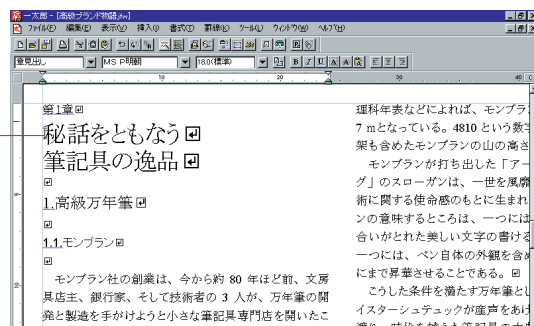 一太郎 - [高級ブランド物語.jtw]
ファイル(F) 編集(E) 表示(V) 挿入(I) 書式(T) 罫線(K) ツール(L) ウィンドウ(W) ヘルプ(H)
章見出し MS P明朝 18.0(標準) B I U A A
10 20 30 40
第1章
秘話をともなう
筆記具の逸品
1.高級万年筆
1.1.モンブラン
モンブラン社の創業は、今から約 80 年ほど前、文房
具店主、銀行家、そして技術者の 3 人が、万年筆の開
発と製造を手がけようと小さな筆記具専門店を開いたこ
理科年表などによれば、モンブラ
7 mとなっている。4810 という数字
架も含めたモンブランの山の高さ
モンブランが打ち出した「アー
グ」のスローガンは、一世を風靡
術に関する使命感のもとに生まれ
ンの意味するところは、一つには
合いがとれた美しい文字の書ける
一つには、ペン自体の外観を含め
にまで昇華させることである。
こうした条件を満たす万年筆とし
イスターシュテュックが産声をあげ